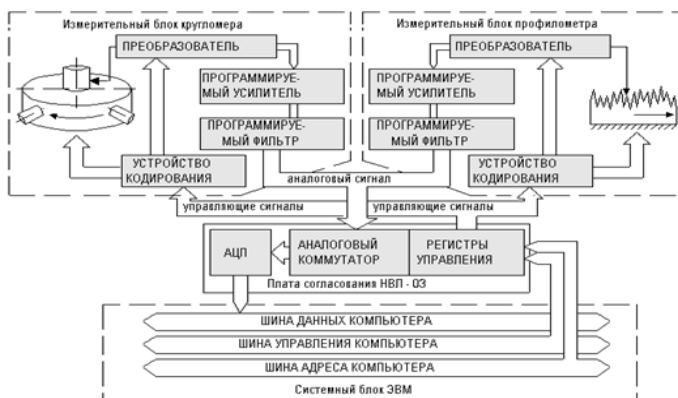 Измерительный блок кругломера
ПРЕОБРАЗОВАТЕЛЬ
ПРОГРАММИРУЕ-
МЫЙ УСИЛИТЕЛЬ
ПРОГРАММИРУЕ-
МЫЙ ФИЛЬТР
УСТРОЙСТВО
КОДИРОВАНИЯ
Измерительный блок профилометра
ПРЕОБРАЗОВАТЕЛЬ
ПРОГРАММИРУЕ-
МЫЙ УСИЛИТЕЛЬ
ПРОГРАММИРУЕ-
МЫЙ ФИЛЬТР
УСТРОЙСТВО
КОДИРОВАНИЯ
аналоговый сигнал
управляющие сигналы
управляющие сигналы
АЦП
АНАЛОГОВЫЙ
КОММУТАТОР
РЕГИСТРЫ
УПРАВЛЕНИЯ
Плата согласования НВЛ - 03
ШИНА ДАННЫХ КОМПЬЮТЕРА
ШИНА УПРАВЛЕНИЯ КОМПЬЮТЕРА
ШИНА АДРЕСА КОМПЬЮТЕРА
Системный блок ЭВМ